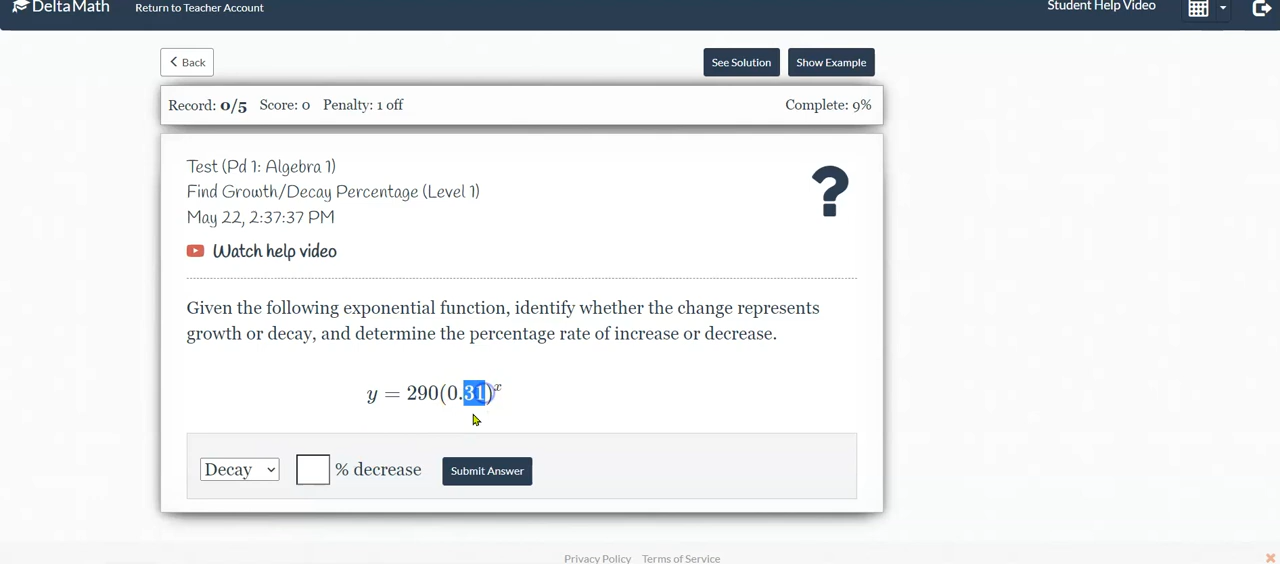 DeltaMath Return to Teacher Account Student Help Video
Back See Solution Show Example
Record: 0/5 Score: 0 Penalty: 1 off Complete: 9%
Test (Pd 1: Algebra 1)
Find Growth/Decay Percentage (Level 1)
May 22, 2:37:37 PM
Watch help video
Given the following exponential function, identify whether the change represents
growth or decay, and determine the percentage rate of increase or decrease.
y = 290(0.31)^x
Decay % decrease Submit Answer
Privacy Policy Terms of Service